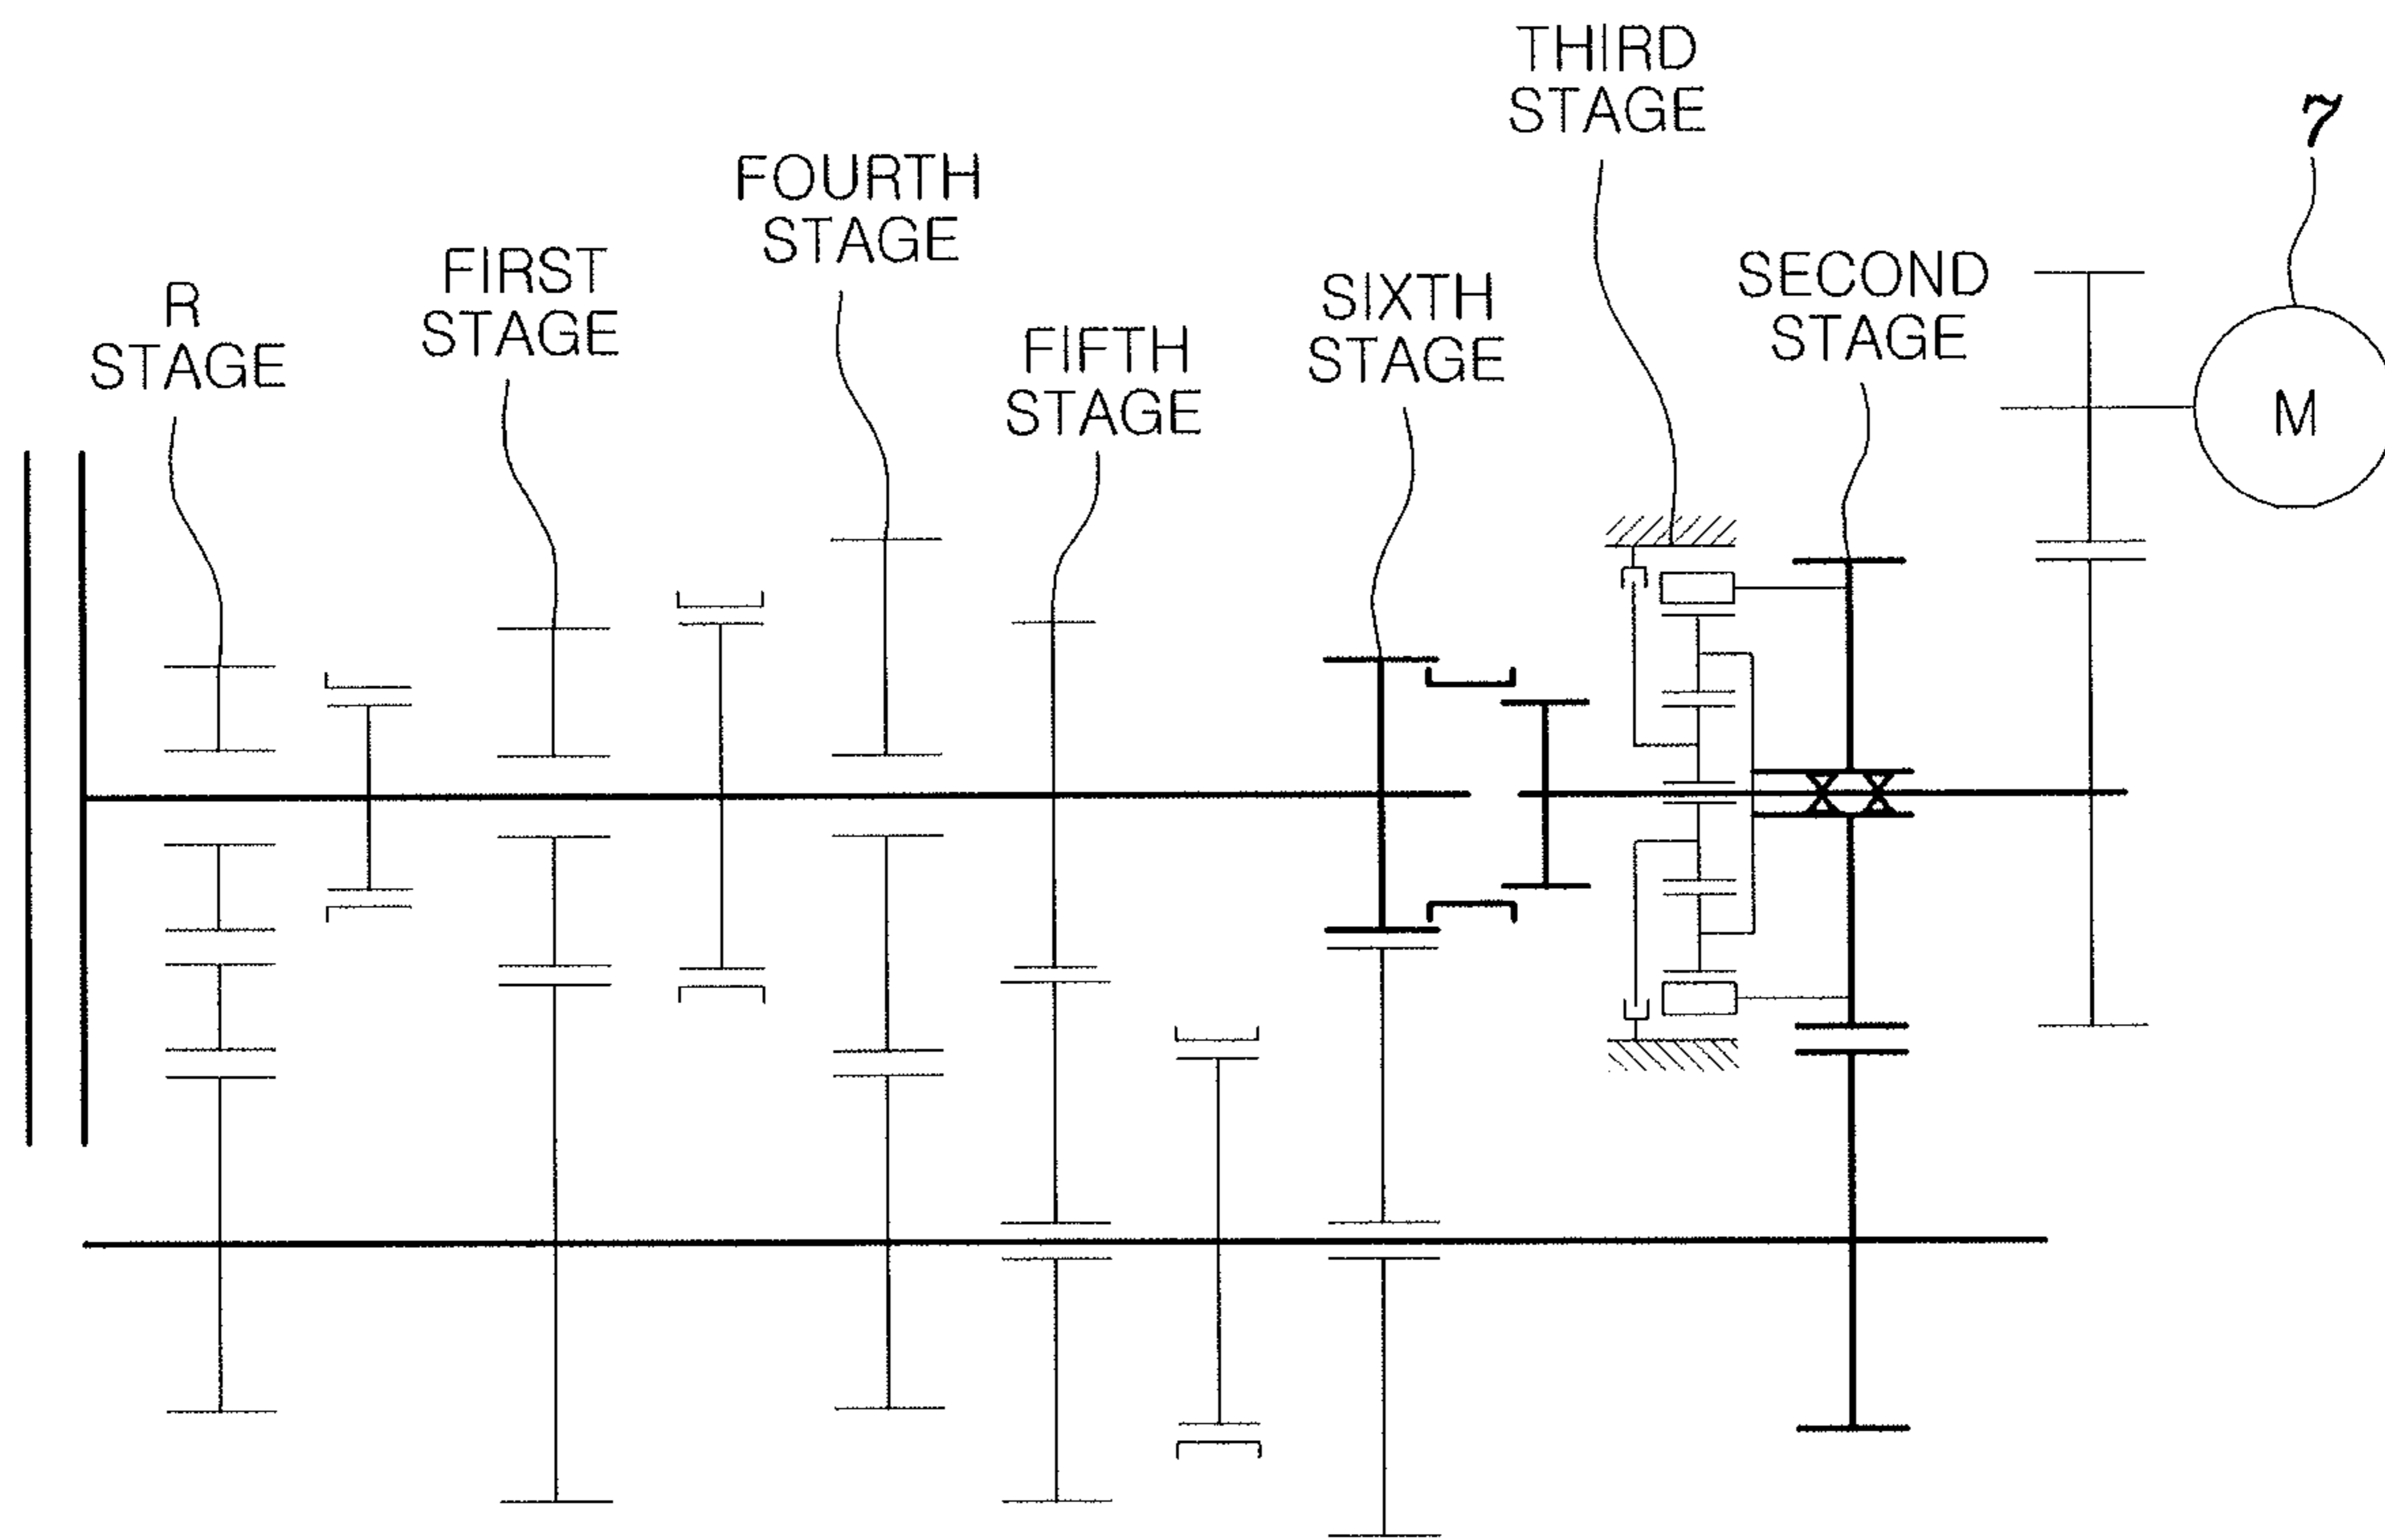 THIRD
STAGE
7
FOURTH
STAGE
FIRST
STAGE
SECOND
STAGE
SIXTH
STAGE
R
STAGE
FIFTH
STAGE
M